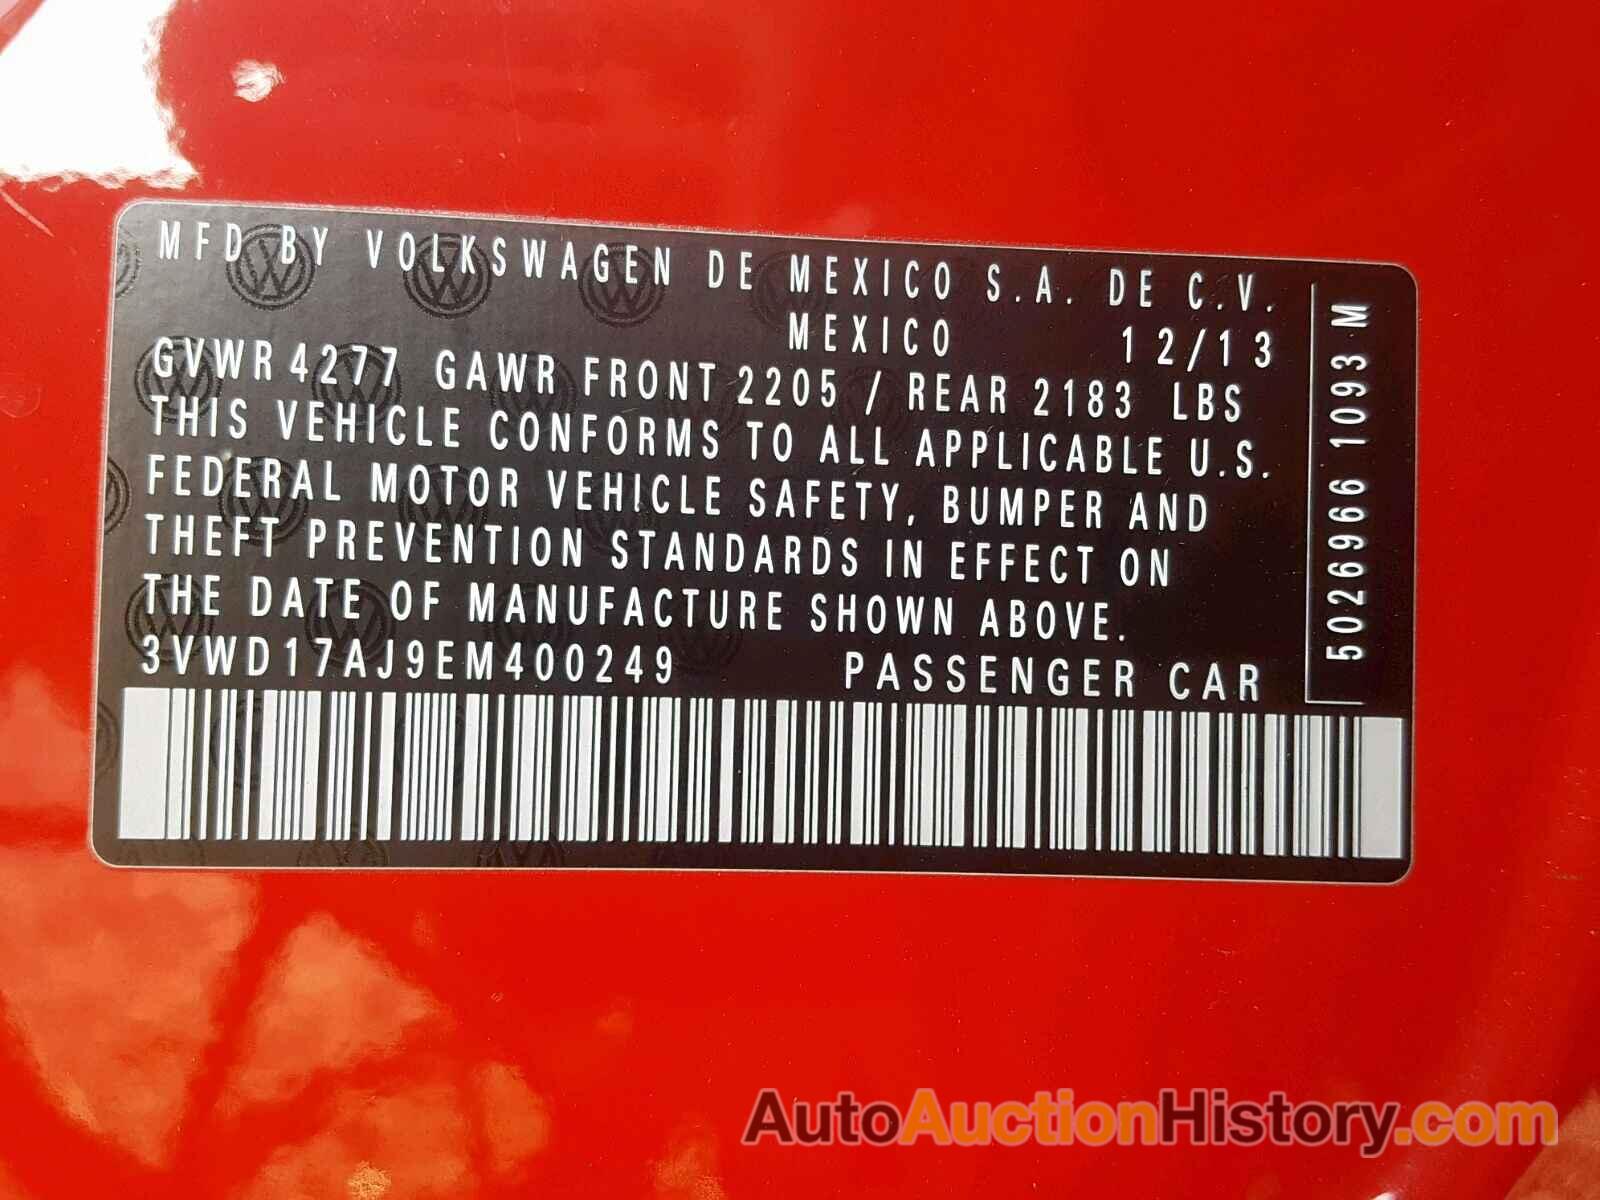 MFD BY VOLKSWAGEN DE MEXICO S.A. DE C.V.
MEXICO 12/13
GVWR 4277 GAWR FRONT 2205 / REAR 2183 LBS
THIS VEHICLE CONFORMS TO ALL APPLICABLE U.S.
FEDERAL MOTOR VEHICLE SAFETY, BUMPER AND
THEFT PREVENTION STANDARDS IN EFFECT ON
THE DATE OF MANUFACTURE SHOWN ABOVE.
3VWD17AJ9EM400249 PASSENGER CAR
5026966 1093 M
AutoAuctionHistory.com